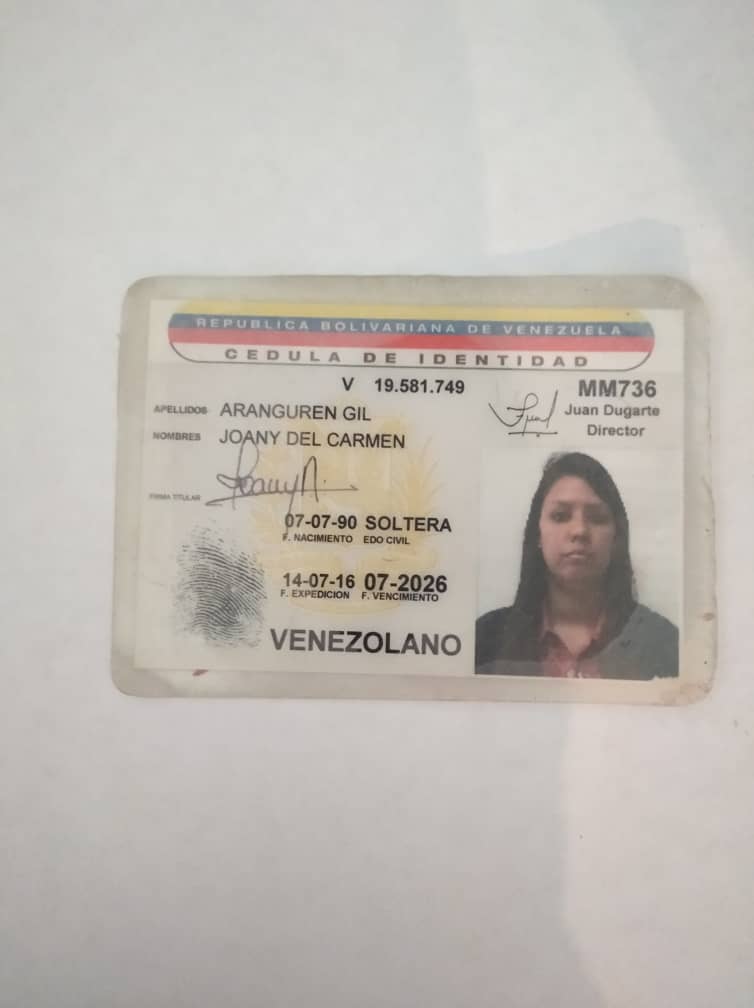 REPUBLICA BOLIVARIANA DE VENEZUELA
CEDULA DE IDENTIDAD
V 19.581.749
MM736
Juan Dugarte
Director
APELLIDOS ARANGUREN GIL
NOMBRES JOANY DEL CARMEN
FIRMA TITULAR
07-07-90 SOLTERA
F. NACIMIENTO EDO CIVIL
14-07-16 07-2026
F. EXPEDICION F. VENCIMIENTO
VENEZOLANO